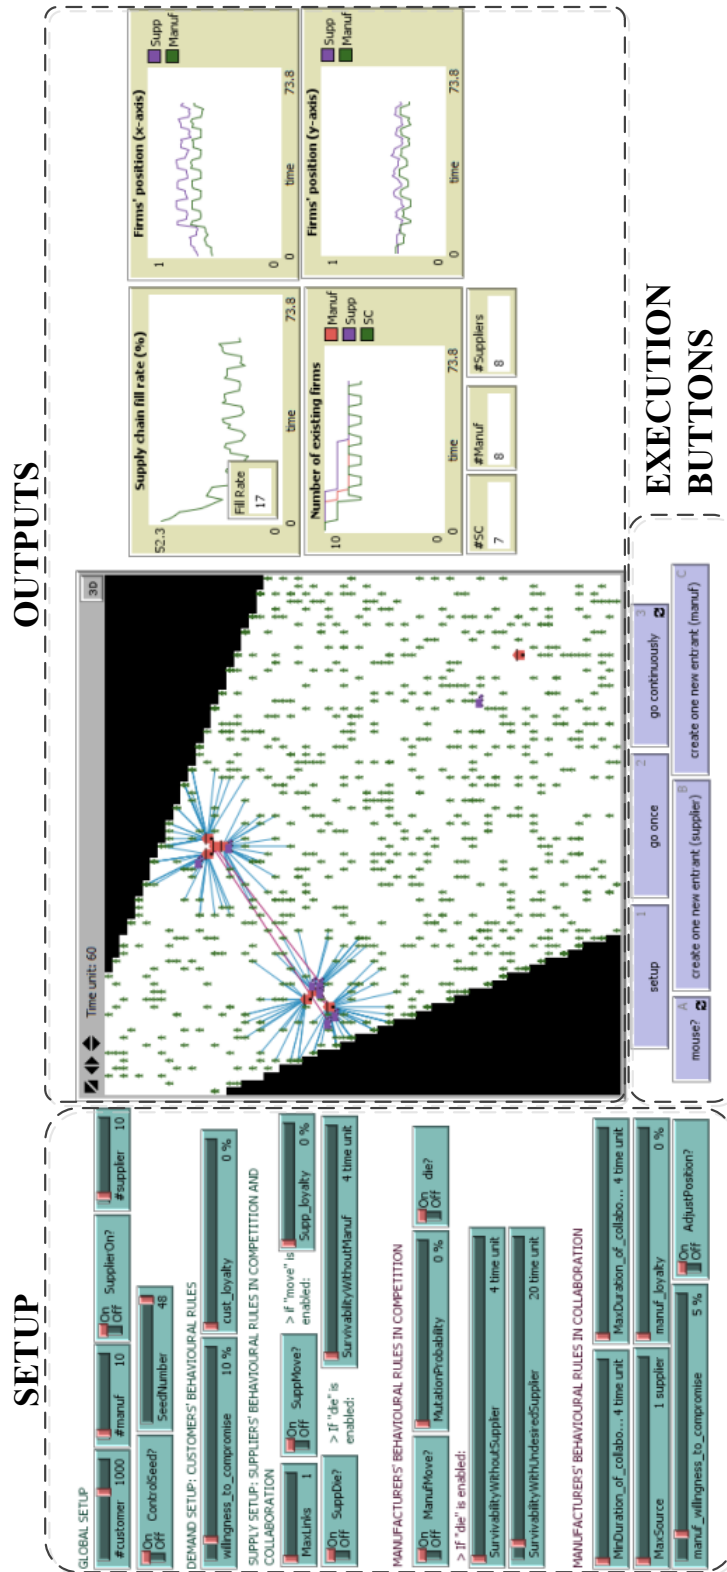 SETUP
GLOBAL SETUP
#customer 1000
#manuf 10
On
Off
SupplierOn?
#supplier 10
On
Off
ControlSeed?
SeedNumber 48
DEMAND SETUP: CUSTOMERS' BEHAVIOURAL RULES
willingness_to_compromise 10 %
cust_loyalty 0 %
SUPPLY SETUP: SUPPLIERS' BEHAVIOURAL RULES IN COMPETITION AND
COLLABORATION
MaxLinks 1
On
Off
SuppMove?
> if "move" is
enabled:
Supp_loyalty 0 %
On
Off
SuppDie?
> If "die" is
enabled:
SurvivabilityWithoutManuf 4 time unit
MANUFACTURERS' BEHAVIOURAL RULES IN COMPETITION
On
Off
ManufMove?
MutationProbability 0 %
On
Off
die?
> If "die" is enabled:
SurvivabilityWithoutSupplier 4 time unit
SurvivabilityWithUndesiredSupplier 20 time unit
MANUFACTURERS' BEHAVIOURAL RULES IN COLLABORATION
MinDuration_of_collabo... 4 time unit
MaxDuration_of_collabo... 4 time unit
MaxSource 1 supplier
manuf_loyalty 0 %
manuf_willingness_to_compromise 5 %
On
Off
AdjustPosition?
OUTPUTS
Time unit: 60
3D
Supply chain fill rate (%)
52.3
0
0
time
73.8
Fill Rate
17
Firms' position (x-axis)
1
0
0
time
73.8
Supp
Manuf
Number of existing firms
10
0
0
time
73.8
Manuf
Supp
SC
Firms' position (y-axis)
1
0
0
time
73.8
Supp
Manuf
#SC
7
#Manuf
8
#Suppliers
8
EXECUTION
BUTTONS
setup 1
go once 2
go continuously 3
mouse? A
create one new entrant (supplier) B
create one new entrant (manuf) C